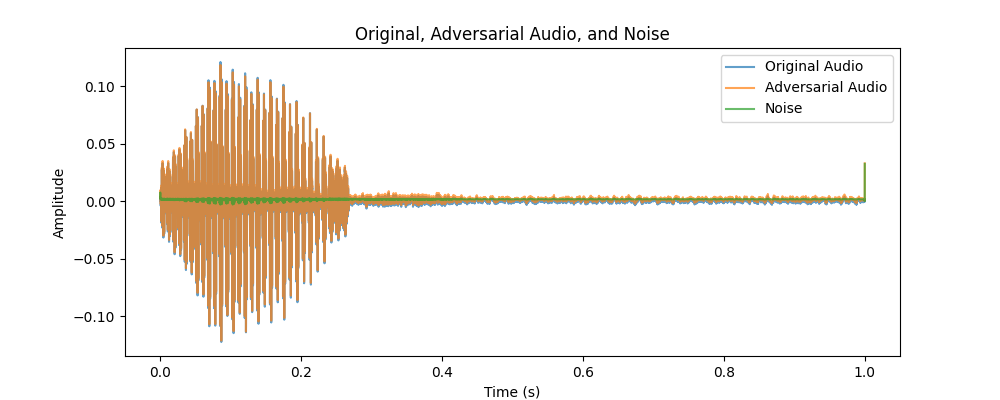 Original, Adversarial Audio, and Noise
Original Audio
Adversarial Audio
Noise
Amplitude
0.10
0.05
0.00
−0.05
−0.10
0.0 0.2 0.4 0.6 0.8 1.0
Time (s)